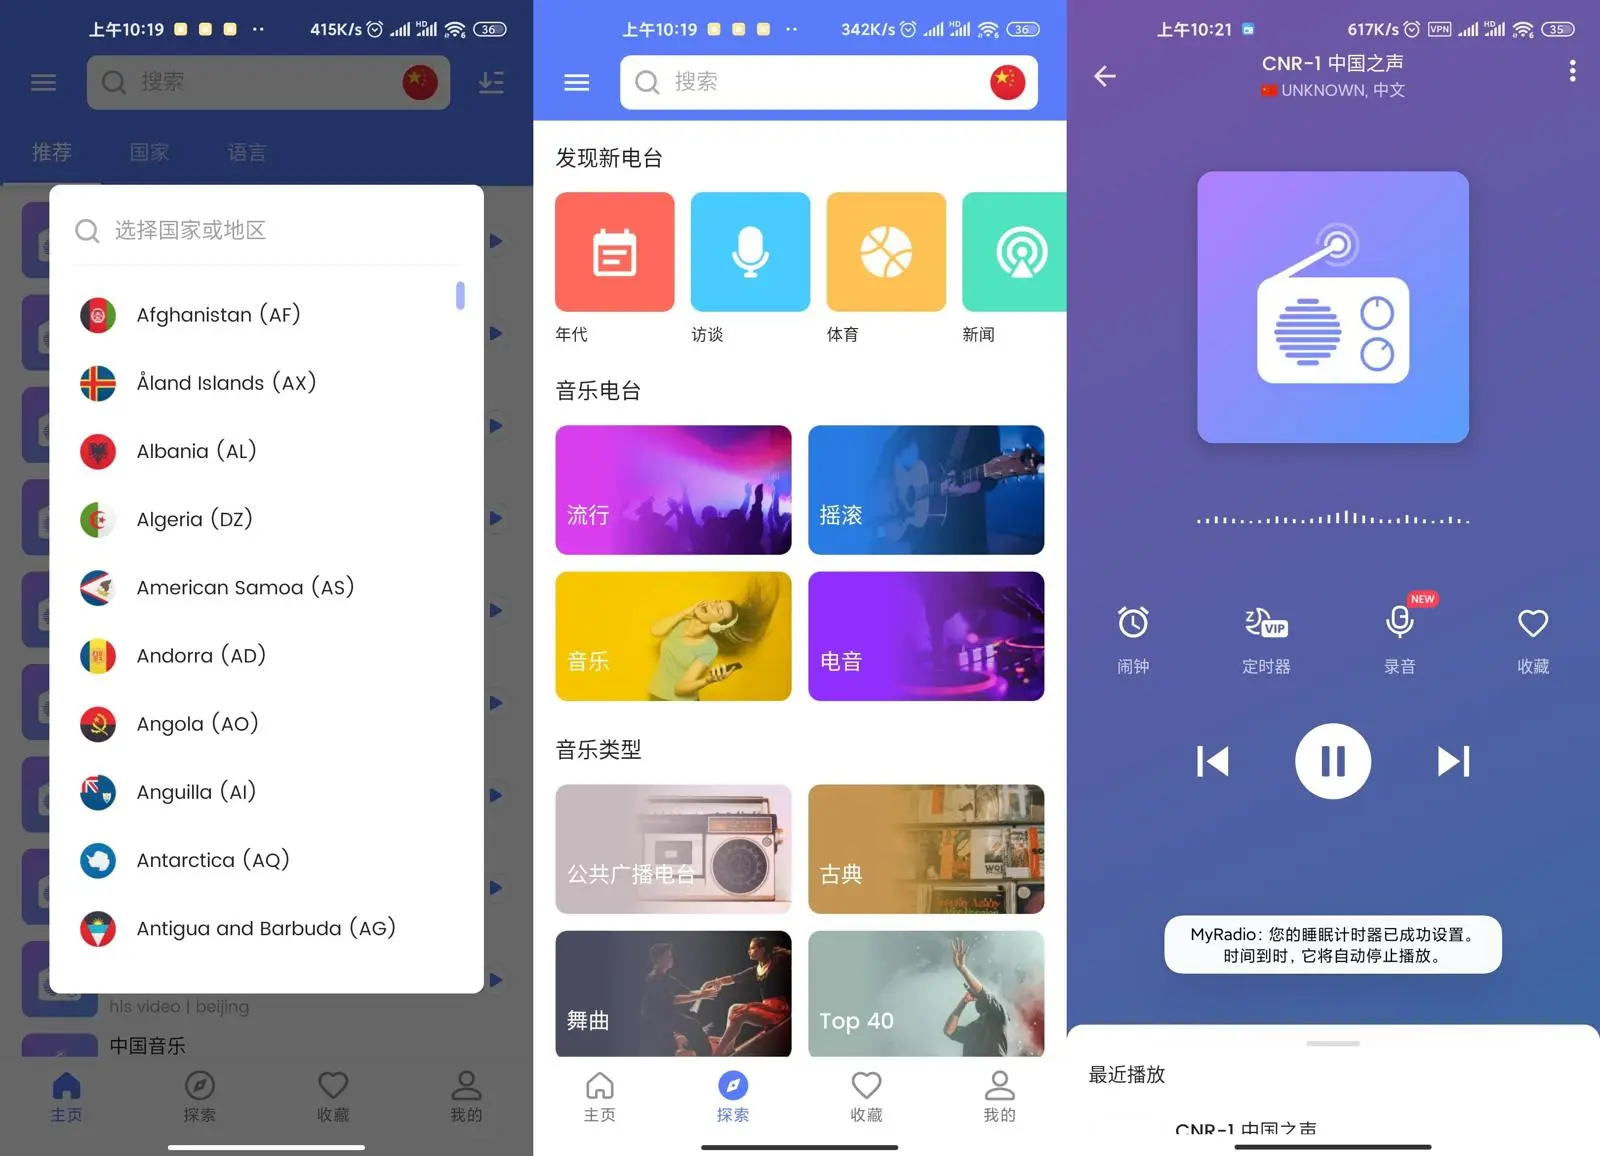 上午10:19
415K/s
HD
36
搜索
推荐
国家
语言
选择国家或地区
Afghanistan (AF)
Åland Islands (AX)
Albania (AL)
Algeria (DZ)
American Samoa (AS)
Andorra (AD)
Angola (AO)
Anguilla (AI)
Antarctica (AQ)
Antigua and Barbuda (AG)
hls video | beijing
中国音乐
主页
探索
收藏
我的
上午10:19
342K/s
HD
36
搜索
发现新电台
年代
访谈
体育
新闻
音乐电台
流行
摇滚
音乐
电音
音乐类型
公共广播电台
古典
舞曲
Top 40
主页
探索
收藏
我的
上午10:21
617K/s
VPN
HD
35
CNR-1 中国之声
UNKNOWN, 中文
NEW
VIP
闹钟
定时器
录音
收藏
MyRadio: 您的睡眠计时器已成功设置。
时间到时，它将自动停止播放。
最近播放
CNR-1 中国之声